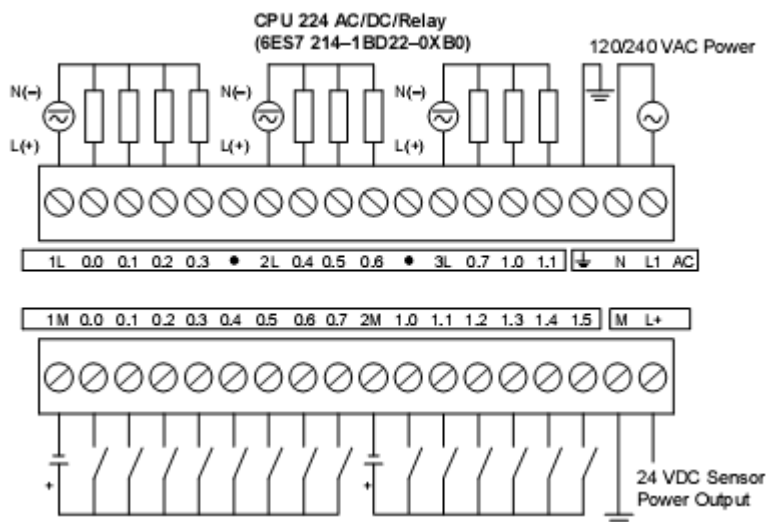 CPU 224 AC/DC/Relay
(6ES7 214–1BD22–0XB0)
120/240 VAC Power
N(–) N(–) N(–)
L(+) L(+) L(+)
1L 0.0 0.1 0.2 0.3 ● 2L 0.4 0.5 0.6 ● 3L 0.7 1.0 1.1 N L1 AC
1M 0.0 0.1 0.2 0.3 0.4 0.5 0.6 0.7 2M 1.0 1.1 1.2 1.3 1.4 1.5 M L+
+ +
24 VDC Sensor
Power Output